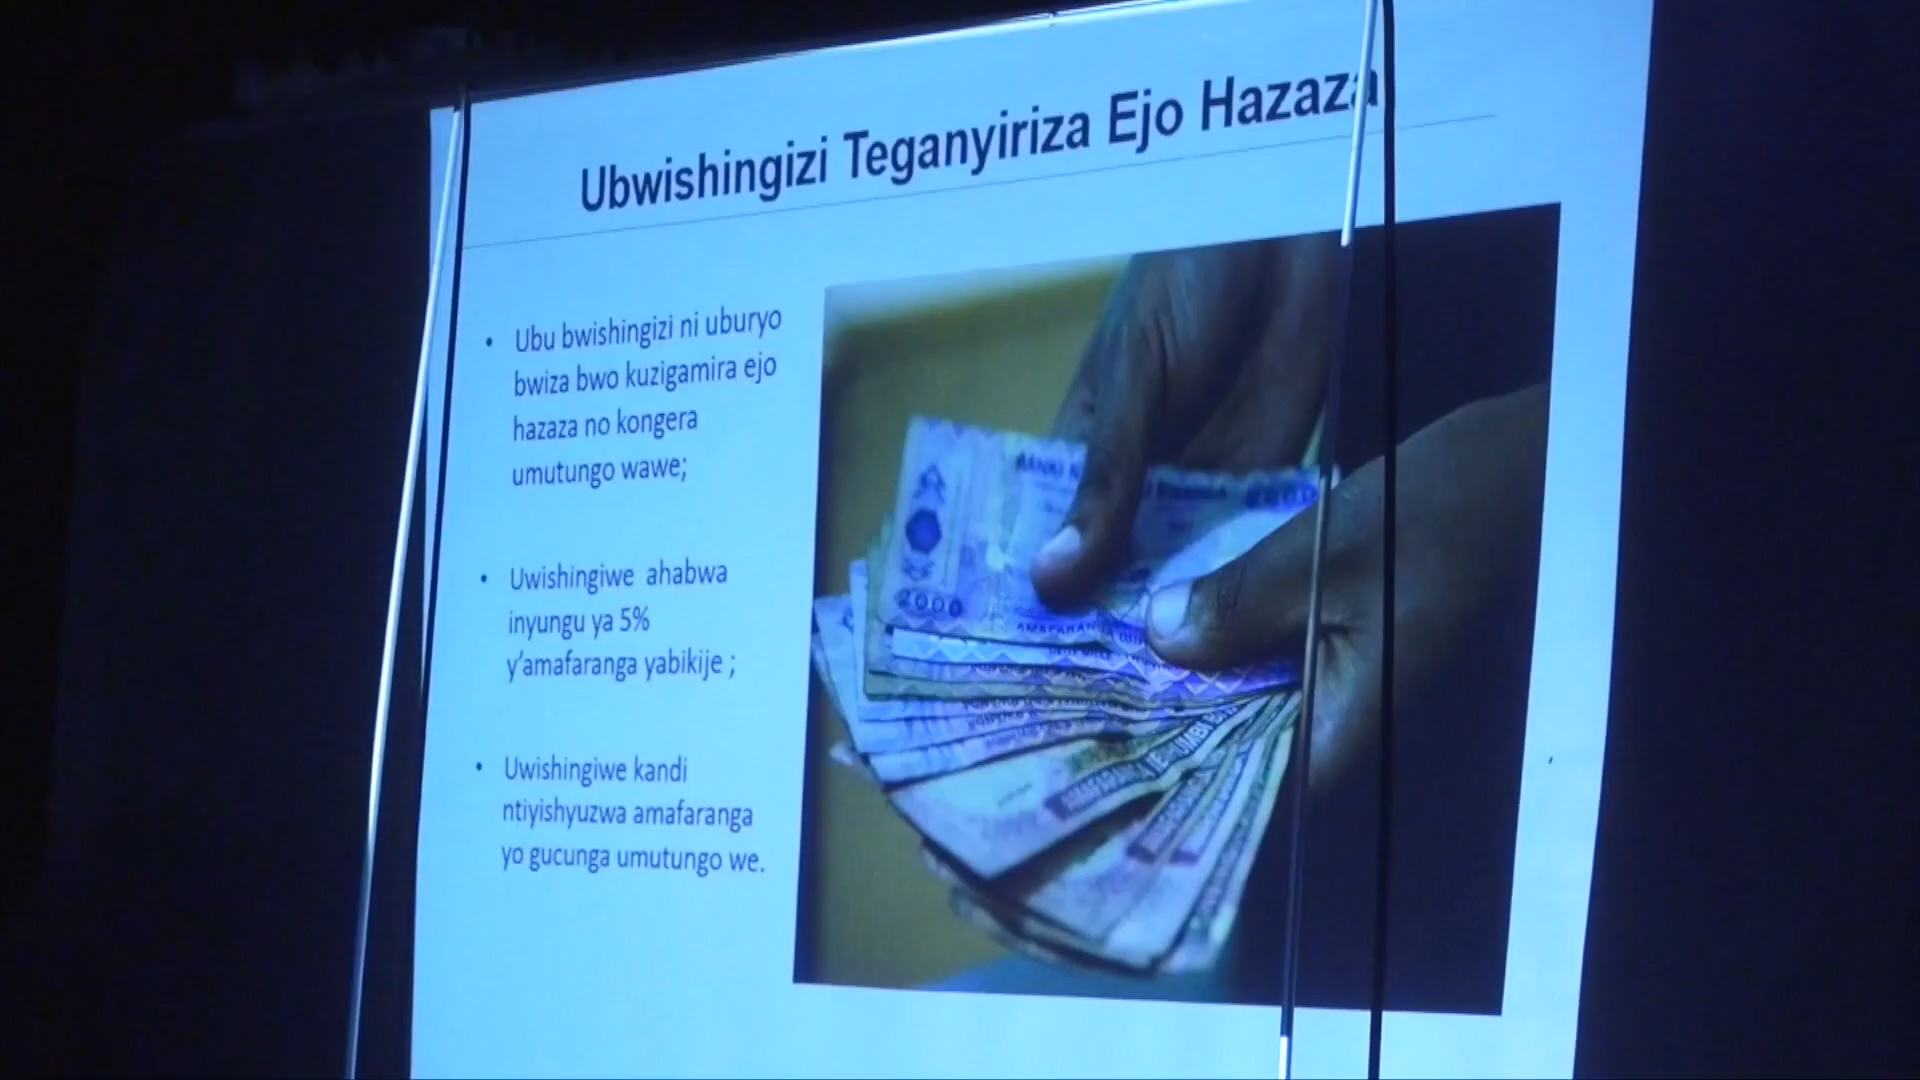 Ubwishingizi Teganyiriza Ejo Hazaza
• Ubu bwishingizi ni uburyo
bwiza bwo kuzigamira ejo
hazaza no kongera
umutungo wawe;
• Uwishingiwe ahabwa
inyungu ya 5%
y’amafaranga yabikije ;
• Uwishingiwe kandi
ntiyishyuzwa amafaranga
yo gucunga umutungo we.
2000